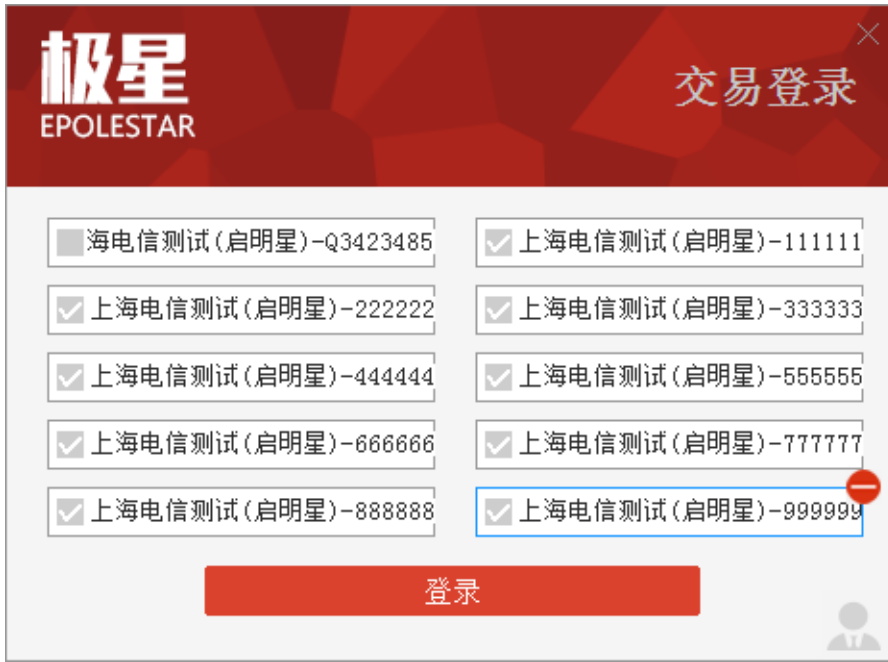 极星
EPOLESTAR
交易登录
海电信测试(启明星)-Q3423485
上海电信测试(启明星)-111111
上海电信测试(启明星)-222222
上海电信测试(启明星)-333333
上海电信测试(启明星)-444444
上海电信测试(启明星)-555555
上海电信测试(启明星)-666666
上海电信测试(启明星)-777777
上海电信测试(启明星)-888888
上海电信测试(启明星)-999999
登录